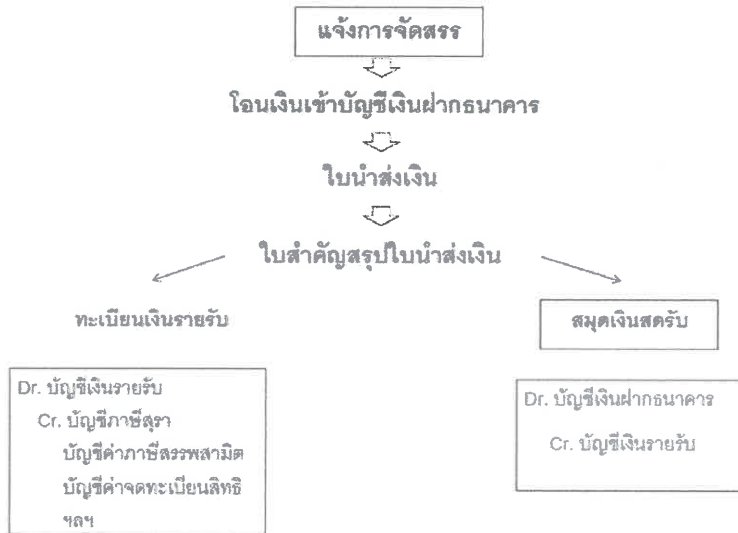 แจ้งการจัดสรร
โอนเงินเข้าบัญชีเงินฝากธนาคาร
ใบนำส่งเงิน
ใบสำคัญสรุปใบนำส่งเงิน
ทะเบียนเงินรายรับ
สมุดเงินสดรับ
Dr. บัญชีเงินรายรับ
Cr. บัญชีภาษีสุรา
บัญชีค่าภาษีสรรพสามิต
บัญชีค่าจดทะเบียนสิทธิ
ฯลฯ
Dr. บัญชีเงินฝากธนาคาร
Cr. บัญชีเงินรายรับ